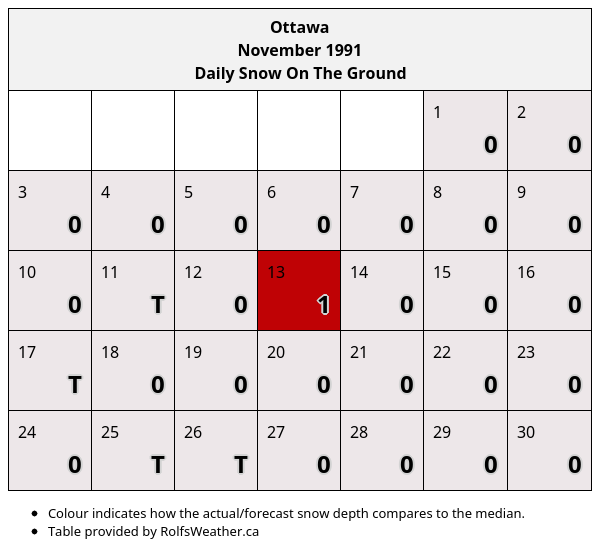 Ottawa
November 1991
Daily Snow On The Ground
1 2
0 0
3 4 5 6 7 8 9
0 0 0 0 0 0 0
10 11 12 13 14 15 16
0 T 0 1 0 0 0
17 18 19 20 21 22 23
T 0 0 0 0 0 0
24 25 26 27 28 29 30
0 T T 0 0 0 0
• Colour indicates how the actual/forecast snow depth compares to the median.
• Table provided by RolfsWeather.ca